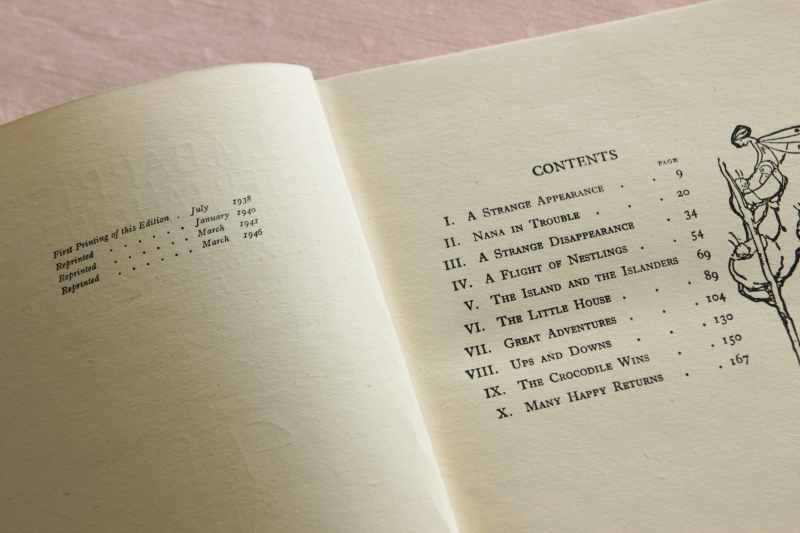 First Printing of this Edition . July 1938
Reprinted . . . . . . January 1940
Reprinted . . . . . . March 1941
Reprinted . . . . . . March 1946
CONTENTS
PAGE
I. A Strange Appearance . . 9
II. Nana in Trouble . . . 20
III. A Strange Disappearance . 34
IV. A Flight of Nestlings . . 54
V. The Island and the Islanders 69
VI. The Little House . . . 89
VII. Great Adventures . . . 104
VIII. Ups and Downs . . . 130
IX. The Crocodile Wins . . 150
X. Many Happy Returns . . 167